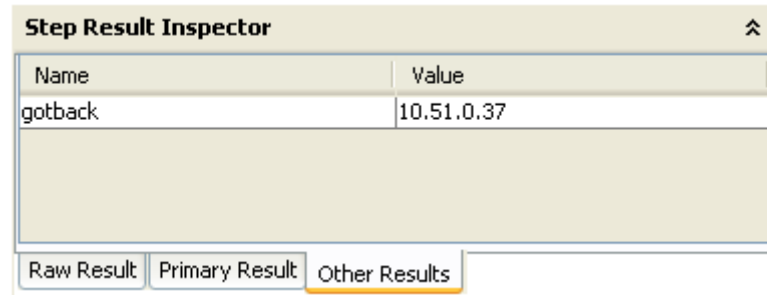 Step Result Inspector
Name Value
gotback 10.51.0.37
Raw Result Primary Result Other Results